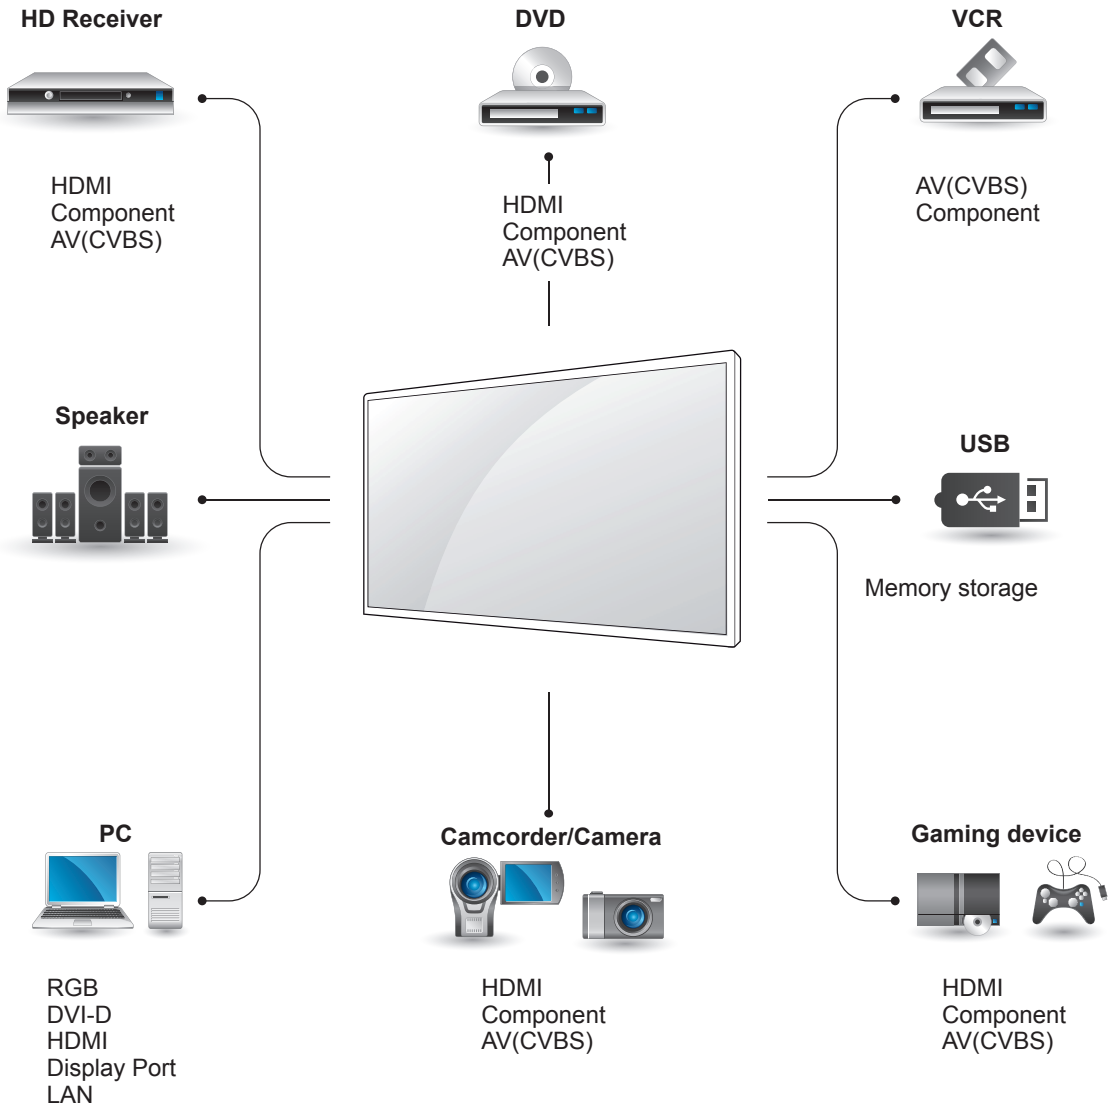 HD Receiver
HDMI
Component
AV(CVBS)
DVD
HDMI
Component
AV(CVBS)
VCR
AV(CVBS)
Component
Speaker
USB
Memory storage
PC
RGB
DVI-D
HDMI
Display Port
LAN
Camcorder/Camera
HDMI
Component
AV(CVBS)
Gaming device
HDMI
Component
AV(CVBS)